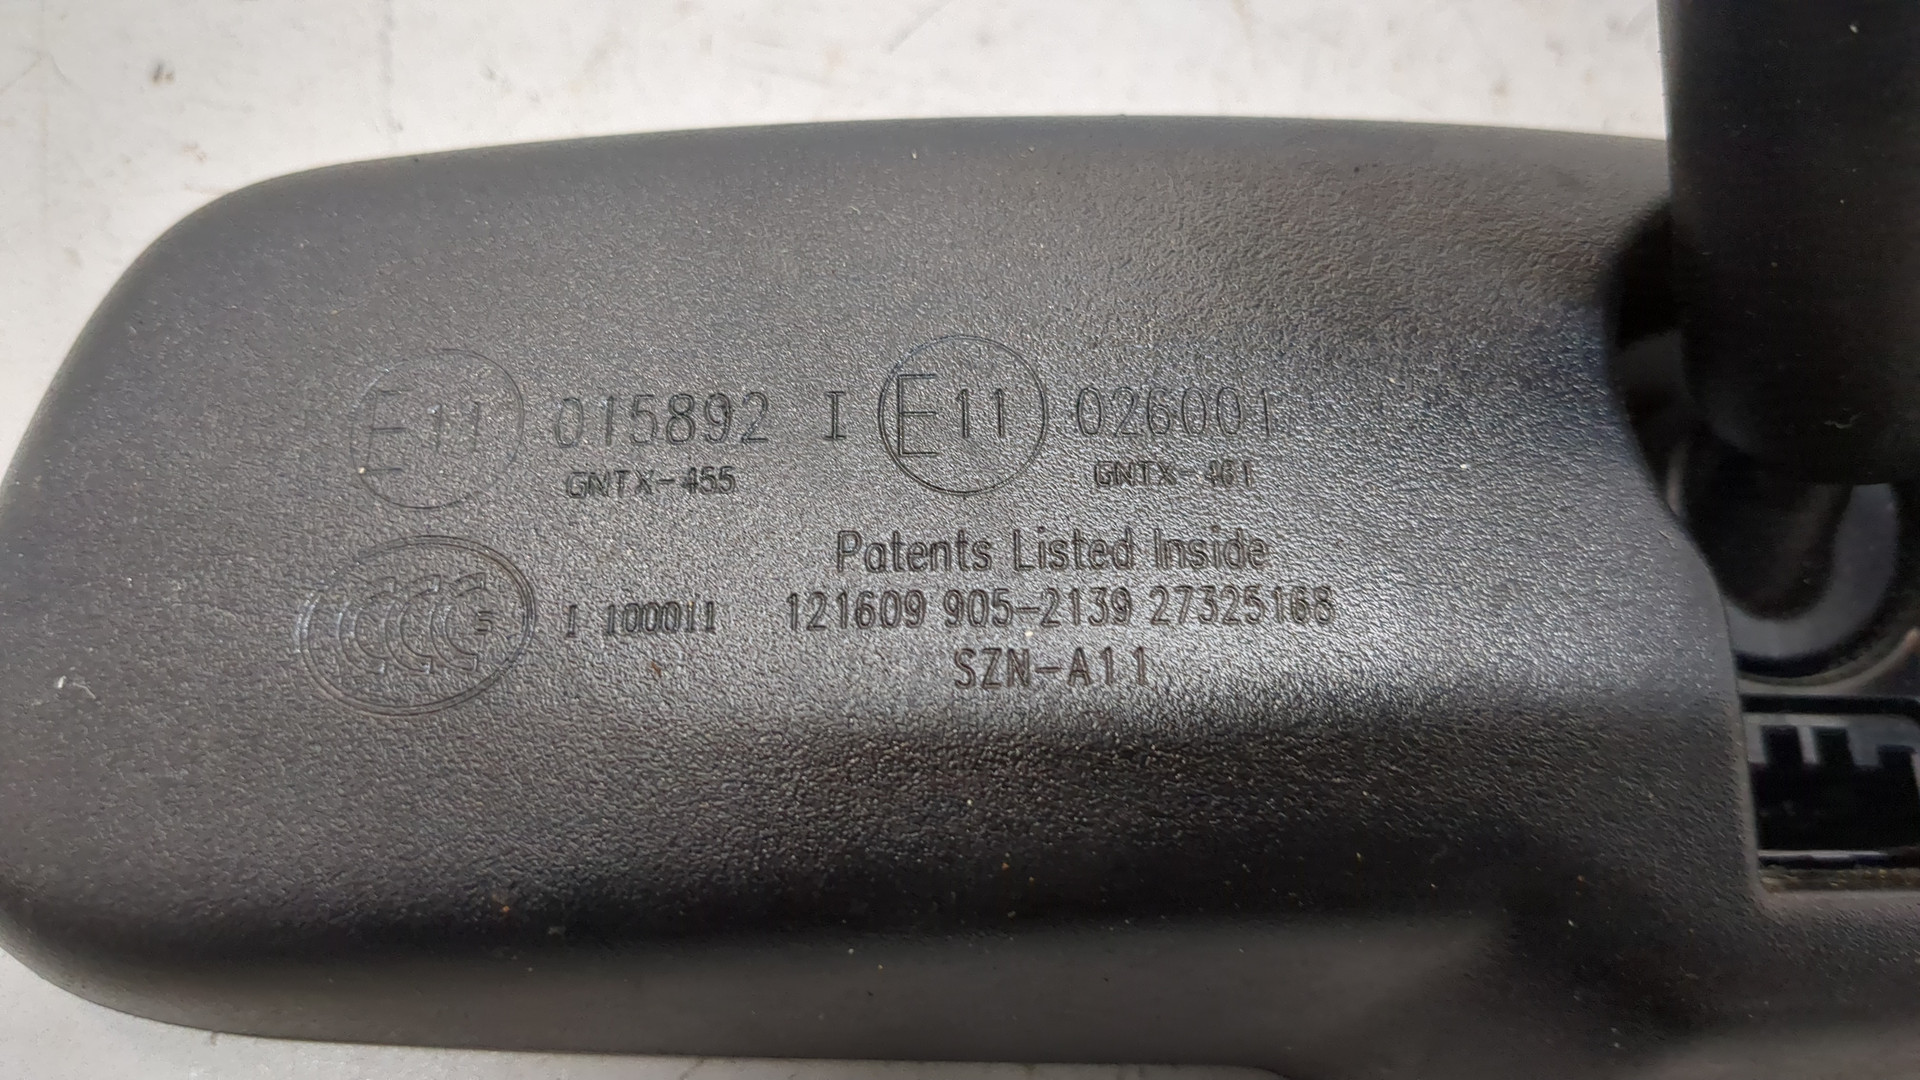 E11 015892 I E11 026001
GNTX-455 GNTX-461
CCC S 1 100011
Patents Listed Inside
121609 905-2139 27325168
SZN-A11